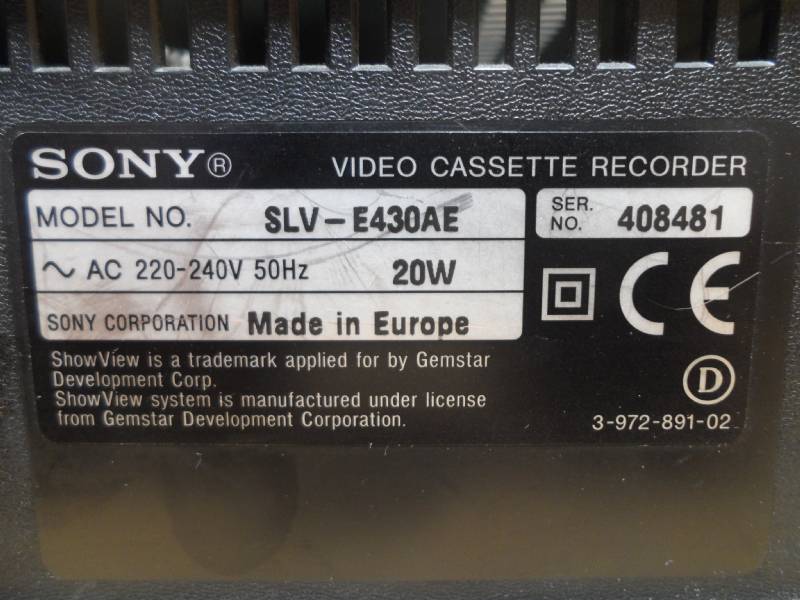 SONY® VIDEO CASSETTE RECORDER
MODEL NO. SLV-E430AE
SER. NO. 408481
~ AC 220-240V 50Hz 20W
SONY CORPORATION Made in Europe
CE
ShowView is a trademark applied for by Gemstar
Development Corp.
ShowView system is manufactured under license
from Gemstar Development Corporation.
D
3-972-891-02